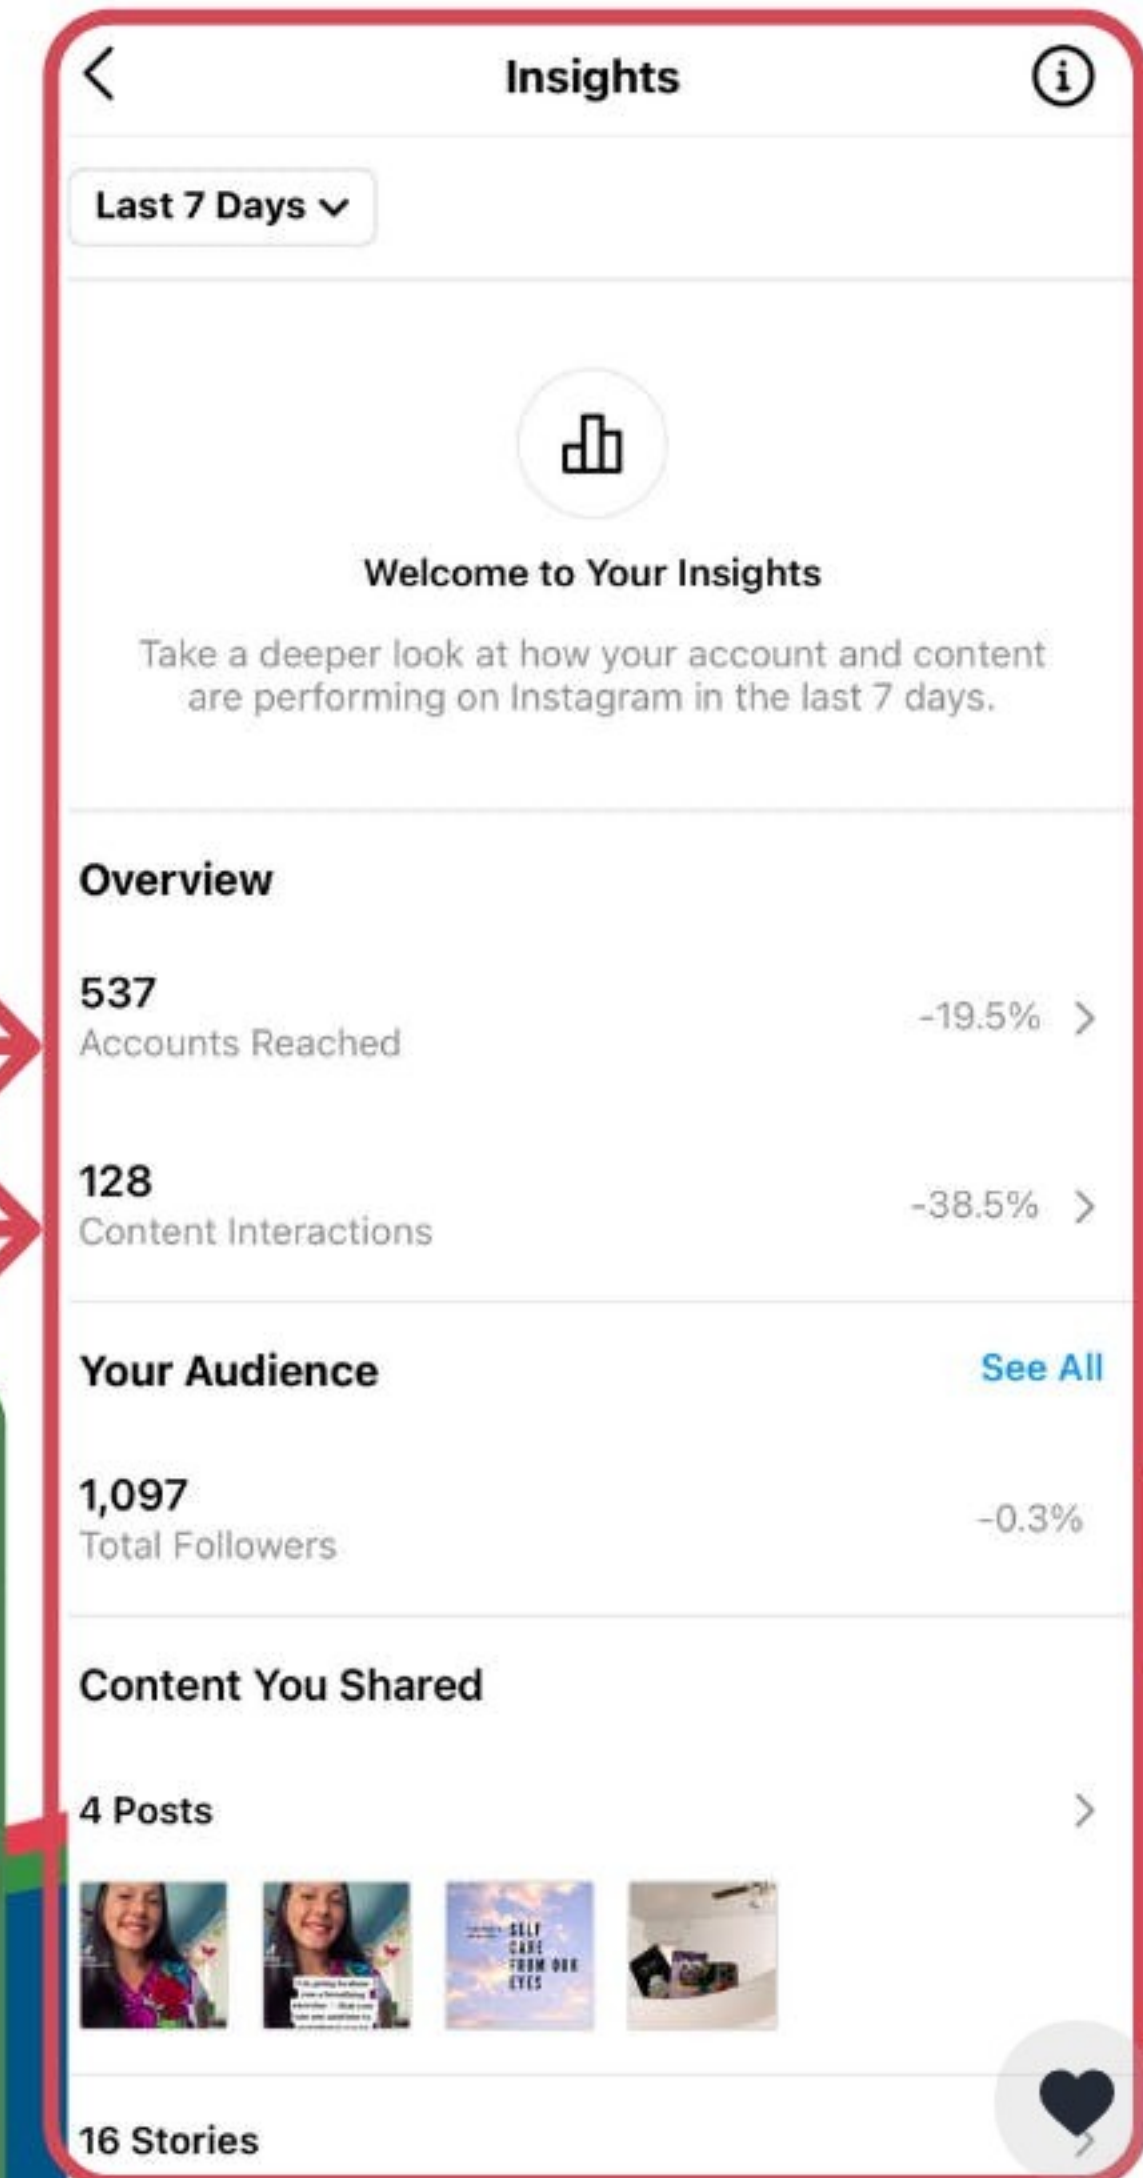 Insights
Last 7 Days
Welcome to Your Insights
Take a deeper look at how your account and content
are performing on Instagram in the last 7 days.
Overview
537
Accounts Reached
-19.5%
128
Content Interactions
-38.5%
Your Audience
See All
1,097
Total Followers
-0.3%
Content You Shared
4 Posts
SELF
CARE
FROM OUR
EYES
16 Stories